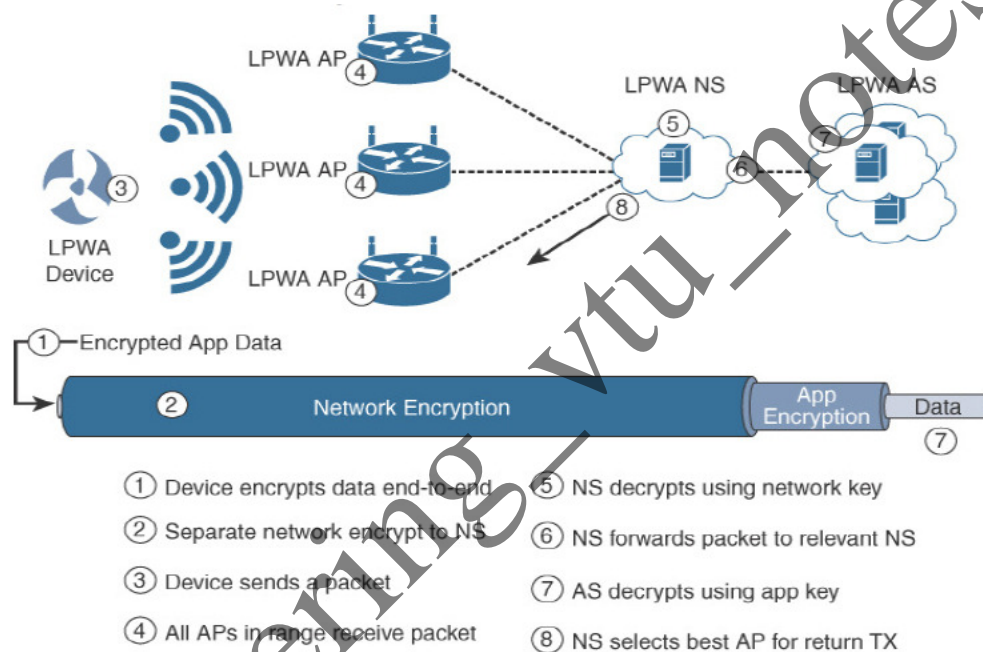 LPWA AP
④
LPWA NS
LPWA AS
⑤
⑦
LPWA AP
④
③
⑥
⑧
LPWA
Device
LPWA AP
④
① Encrypted App Data
② Network Encryption
App
Encryption
Data
⑦
① Device encrypts data end-to-end
② Separate network encrypt to NS
③ Device sends a packet
④ All APs in range receive packet
⑤ NS decrypts using network key
⑥ NS forwards packet to relevant NS
⑦ AS decrypts using app key
⑧ NS selects best AP for return TX
ering_vtu_notes